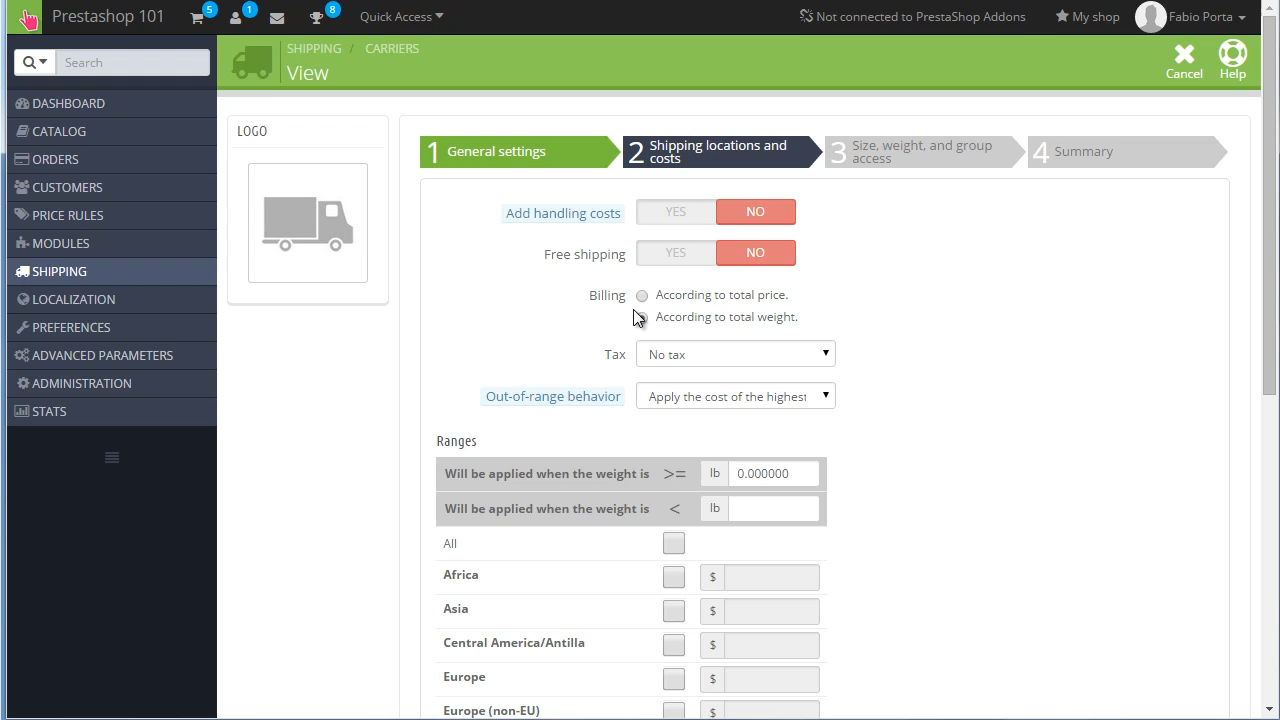 Prestashop 101
5
1
8
Quick Access
Not connected to PrestaShop Addons
My shop
Fabio Porta
Search
SHIPPING / CARRIERS
View
Cancel
Help
DASHBOARD
CATALOG
ORDERS
CUSTOMERS
PRICE RULES
MODULES
SHIPPING
LOCALIZATION
PREFERENCES
ADVANCED PARAMETERS
ADMINISTRATION
STATS
LOGO
1 General settings
2 Shipping locations and
costs
3 Size, weight, and group
access
4 Summary
Add handling costs YES NO
Free shipping YES NO
Billing According to total price.
According to total weight.
Tax No tax
Out-of-range behavior Apply the cost of the highest
Ranges
Will be applied when the weight is >= lb 0.000000
Will be applied when the weight is < lb
All
Africa $
Asia $
Central America/Antilla $
Europe $
Europe (non-EU) $